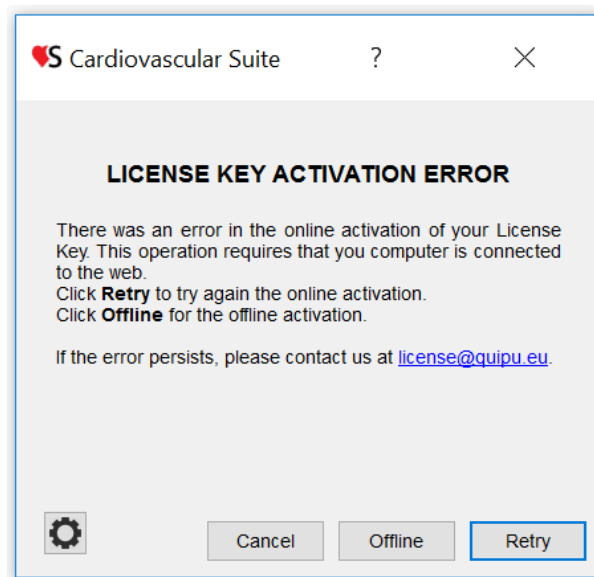 S Cardiovascular Suite ?
LICENSE KEY ACTIVATION ERROR
There was an error in the online activation of your License
Key. This operation requires that you computer is connected
to the web.
Click Retry to try again the online activation.
Click Offline for the offline activation.
If the error persists, please contact us at license@quipu.eu.
Cancel Offline Retry